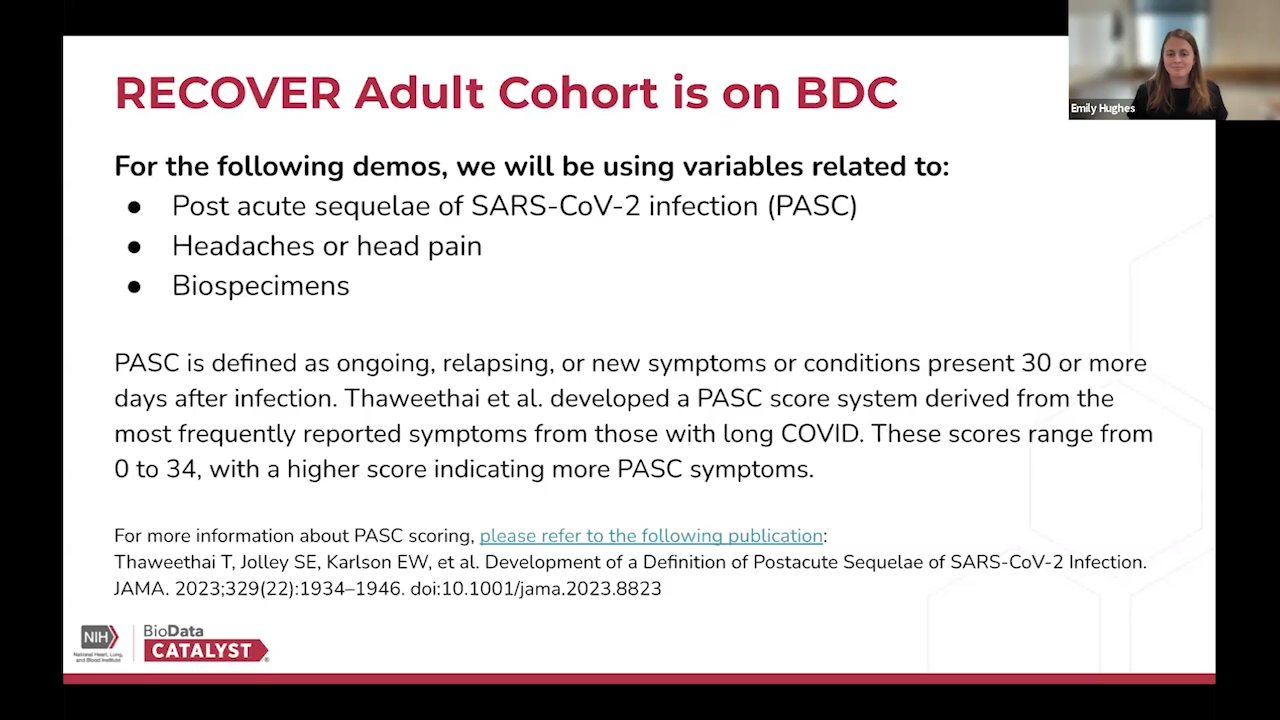 RECOVER Adult Cohort is on BDC
Emily Hughes
For the following demos, we will be using variables related to:
● Post acute sequelae of SARS-CoV-2 infection (PASC)
● Headaches or head pain
● Biospecimens
PASC is defined as ongoing, relapsing, or new symptoms or conditions present 30 or more
days after infection. Thaweethai et al. developed a PASC score system derived from the
most frequently reported symptoms from those with long COVID. These scores range from
0 to 34, with a higher score indicating more PASC symptoms.
For more information about PASC scoring, please refer to the following publication:
Thaweethai T, Jolley SE, Karlson EW, et al. Development of a Definition of Postacute Sequelae of SARS-CoV-2 Infection.
JAMA. 2023;329(22):1934–1946. doi:10.1001/jama.2023.8823
NIH
National Heart, Lung,
and Blood Institute
BioData
CATALYST®